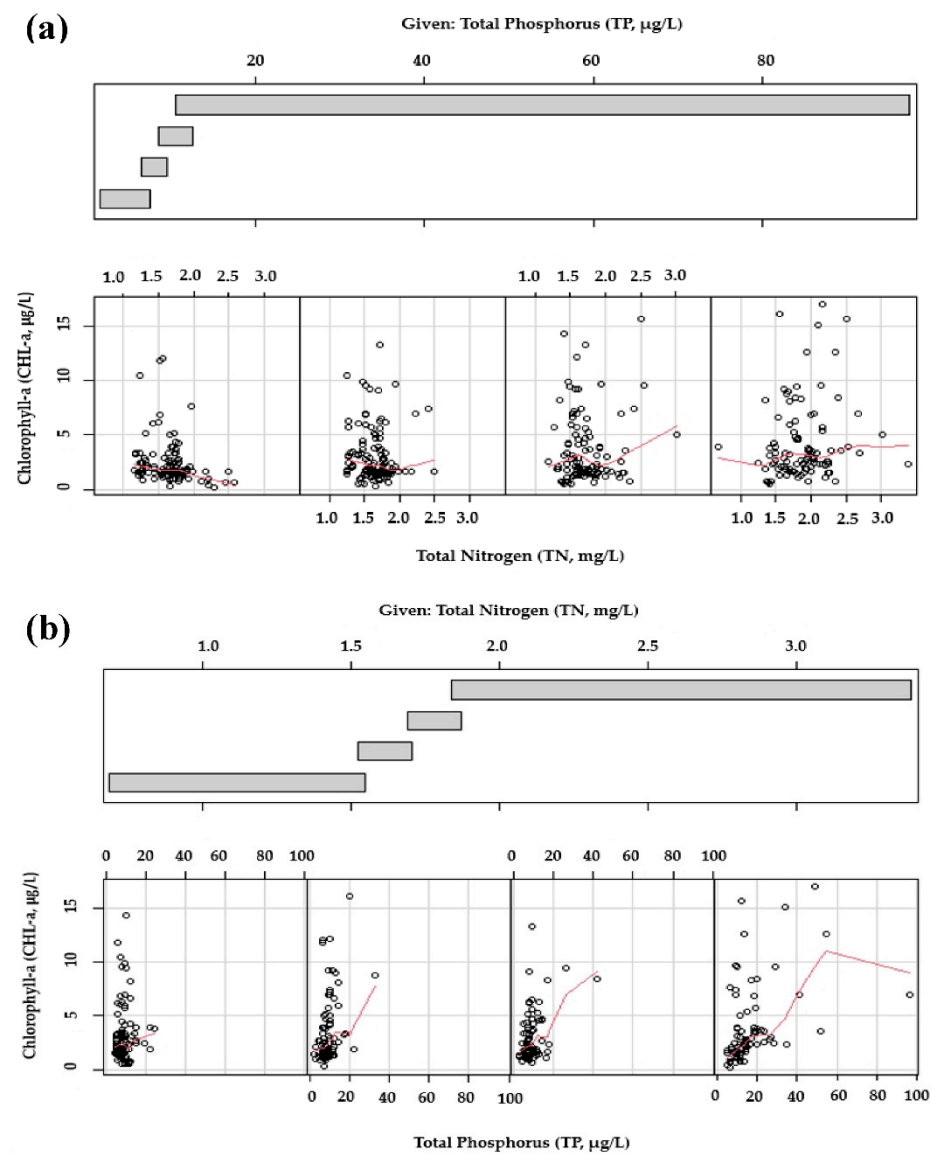 (a)
Given: Total Phosphorus (TP, µg/L)
20 40 60 80
1.0 1.5 2.0 2.5 3.0 1.0 1.5 2.0 2.5 3.0
Chlorophyll-a (CHL-a, µg/L)
15
10
5
0
1.0 1.5 2.0 2.5 3.0 1.0 1.5 2.0 2.5 3.0
Total Nitrogen (TN, mg/L)
(b)
Given: Total Nitrogen (TN, mg/L)
1.0 1.5 2.0 2.5 3.0
0 20 40 60 80 100 0 20 40 60 80 100
Chlorophyll-a (CHL-a, µg/L)
15
10
5
0
0 20 40 60 80 100 0 20 40 60 80 100
Total Phosphorus (TP, µg/L)